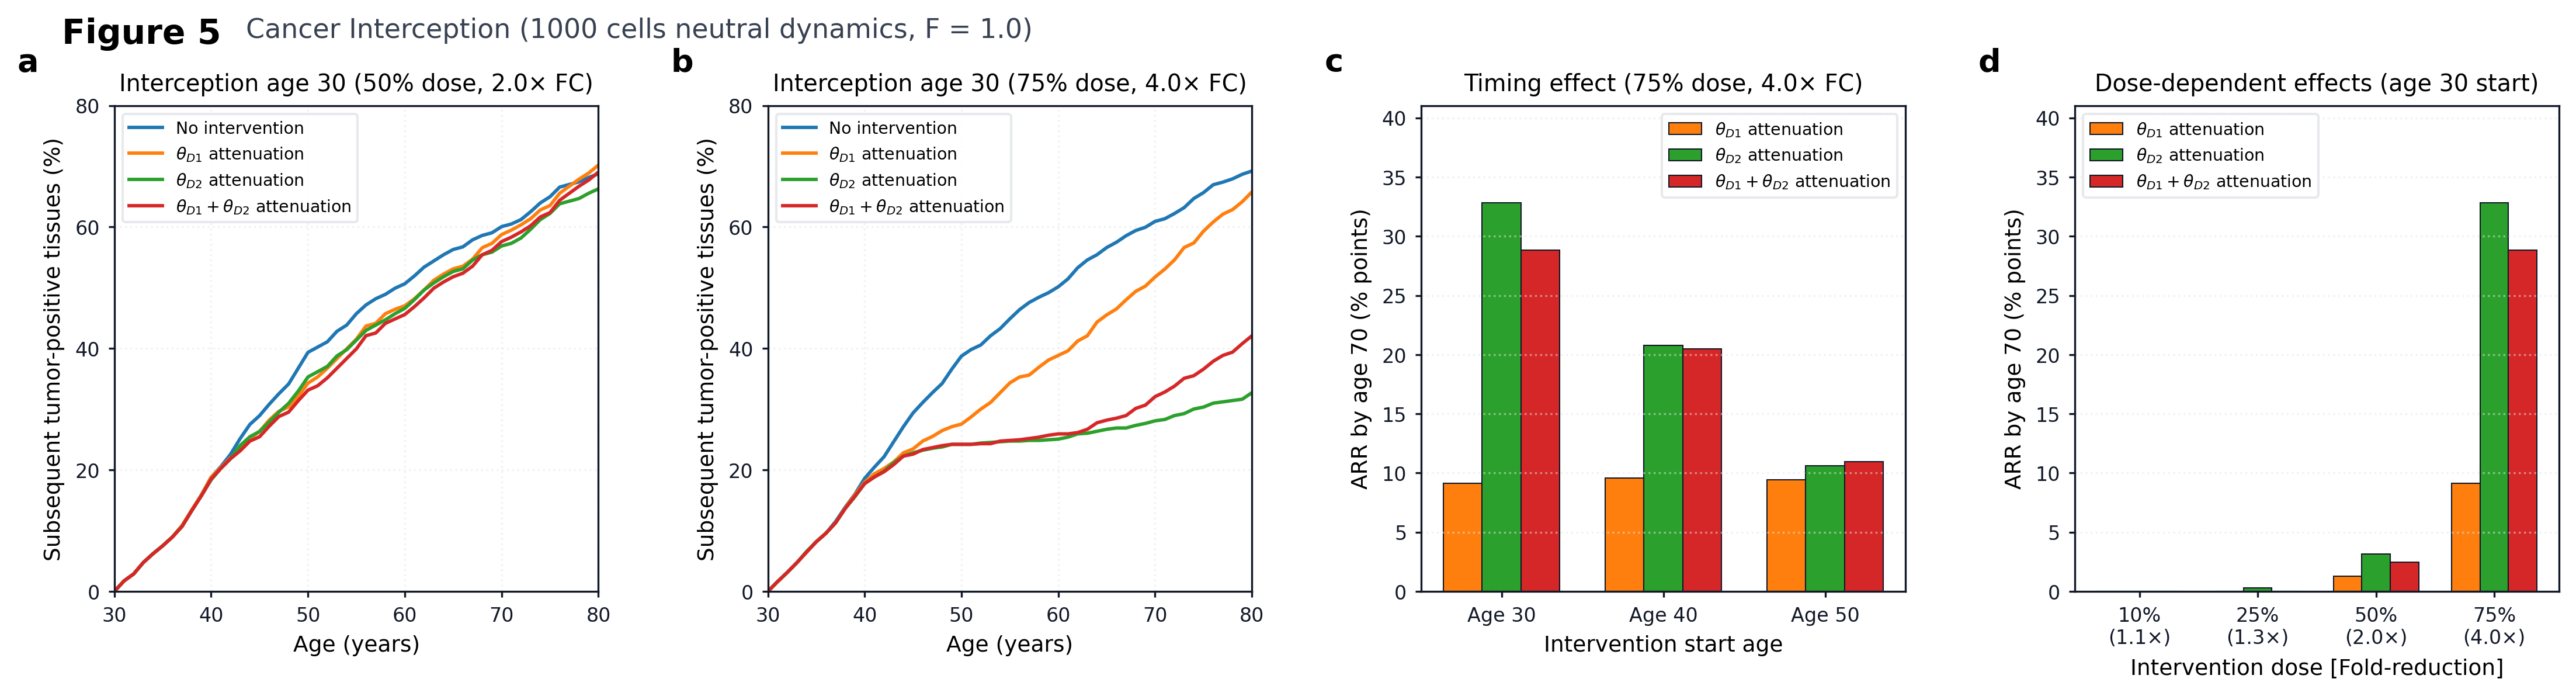 Figure 5 Cancer Interception (1000 cells neutral dynamics, F = 1.0)
a
Interception age 30 (50% dose, 2.0× FC)
Subsequent tumor-positive tissues (%)
80
60
40
20
0
No intervention
θD1 attenuation
θD2 attenuation
θD1 + θD2 attenuation
30 40 50 60 70 80
Age (years)
b
Interception age 30 (75% dose, 4.0× FC)
Subsequent tumor-positive tissues (%)
80
60
40
20
0
No intervention
θD1 attenuation
θD2 attenuation
θD1 + θD2 attenuation
30 40 50 60 70 80
Age (years)
c
Timing effect (75% dose, 4.0× FC)
ARR by age 70 (% points)
40
35
30
25
20
15
10
5
0
θD1 attenuation
θD2 attenuation
θD1 + θD2 attenuation
Age 30 Age 40 Age 50
Intervention start age
d
Dose-dependent effects (age 30 start)
ARR by age 70 (% points)
40
35
30
25
20
15
10
5
0
θD1 attenuation
θD2 attenuation
θD1 + θD2 attenuation
10% 25% 50% 75%
(1.1×) (1.3×) (2.0×) (4.0×)
Intervention dose [Fold-reduction]